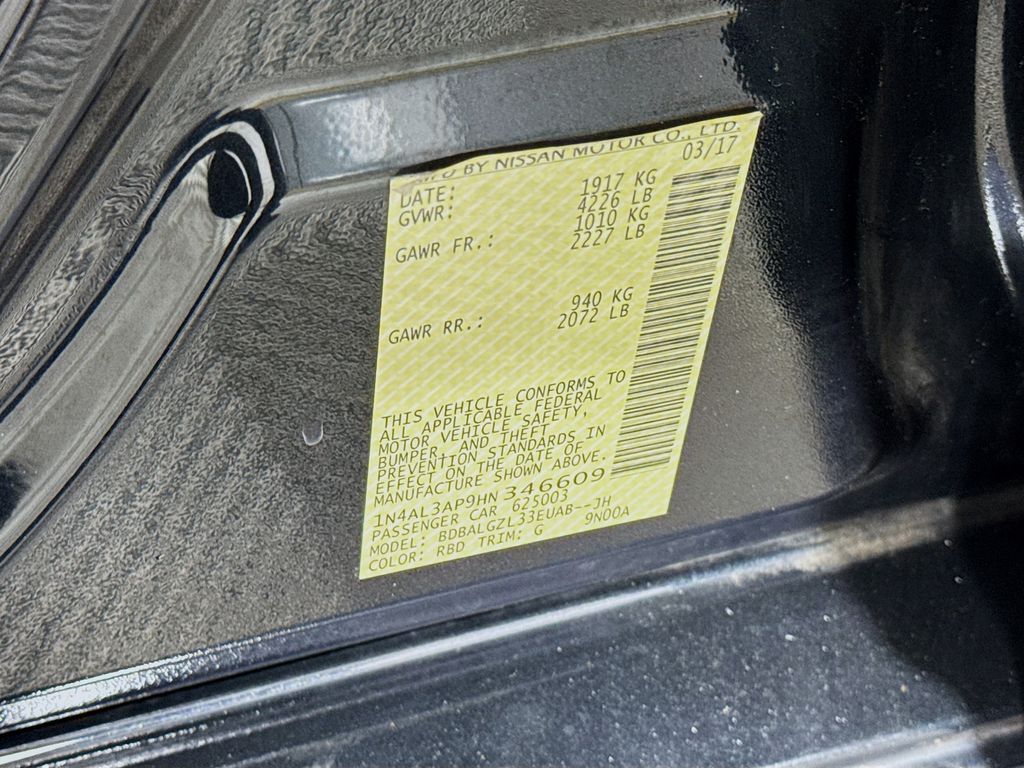 BY NISSAN MOTOR CO., LTD.
DATE: 03/17
GVWR: 1917 KG
4226 LB
GAWR FR.: 1010 KG
2227 LB
GAWR RR.: 940 KG
2072 LB
THIS VEHICLE CONFORMS TO
ALL APPLICABLE FEDERAL
MOTOR VEHICLE SAFETY,
BUMPER, AND THEFT
PREVENTION STANDARDS IN
EFFECT ON THE DATE OF
MANUFACTURE SHOWN ABOVE.
1N4AL3AP9HN346609
PASSENGER CAR 625003
MODEL: BDBALGZL33EUAB--JH
COLOR: RBD TRIM: G 9N00A